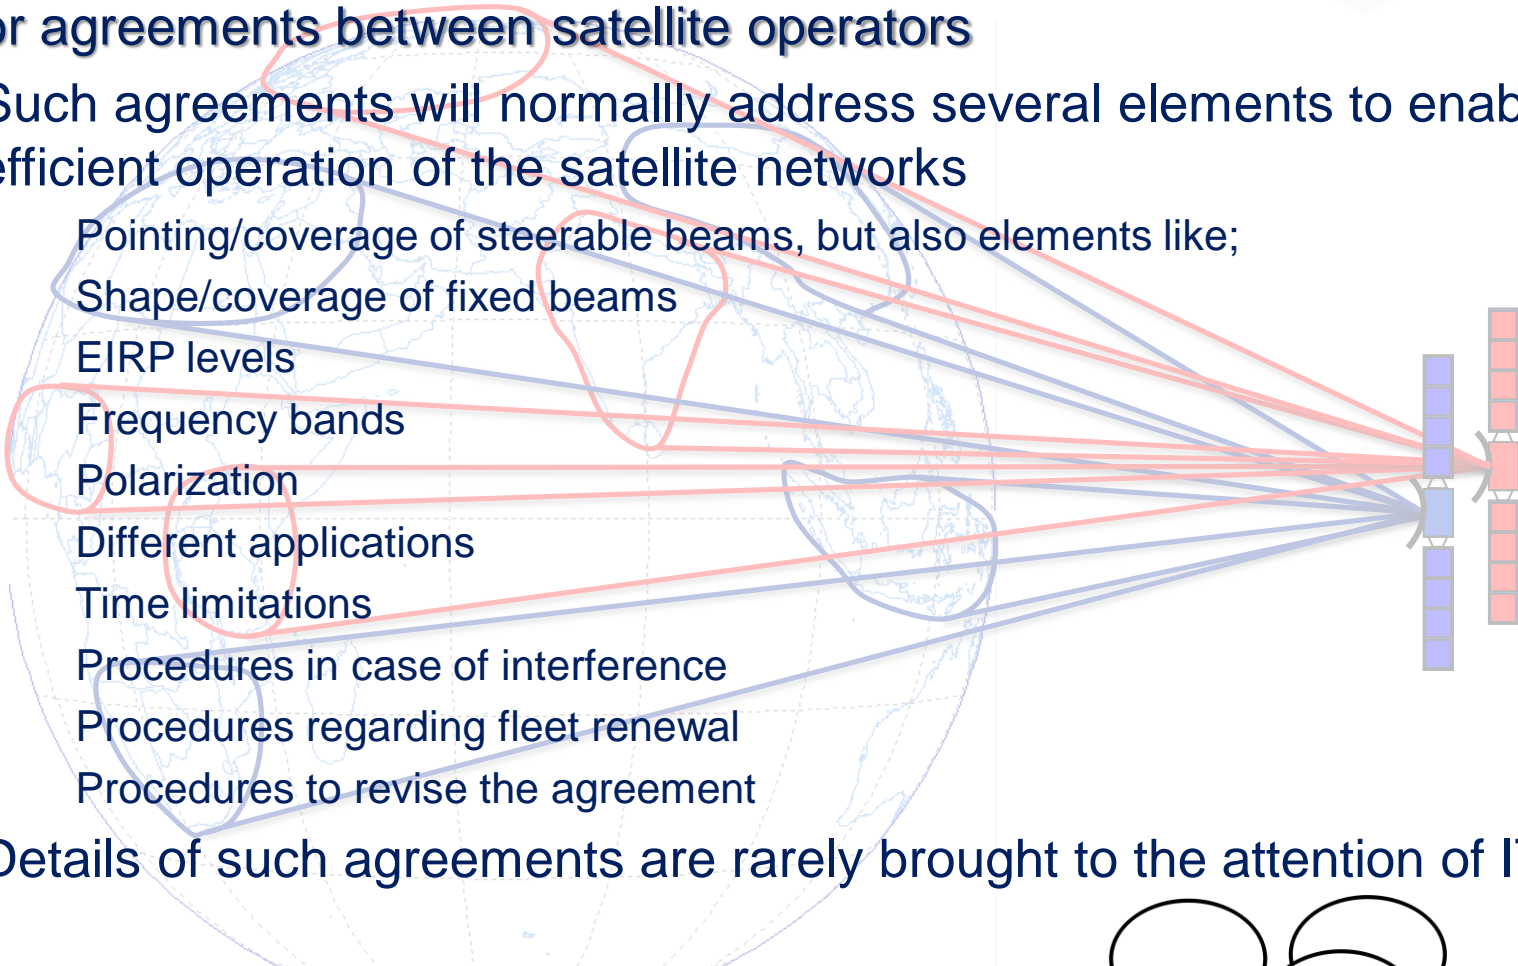 or agreements between satellite operators
Such agreements will normallly address several elements to enab
efficient operation of the satellite networks
Pointing/coverage of steerable beams, but also elements like;
Shape/coverage of fixed beams
EIRP levels
Frequency bands
Polarization
Different applications
Time limitations
Procedures in case of interference
Procedures regarding fleet renewal
Procedures to revise the agreement
Details of such agreements are rarely brought to the attention of I